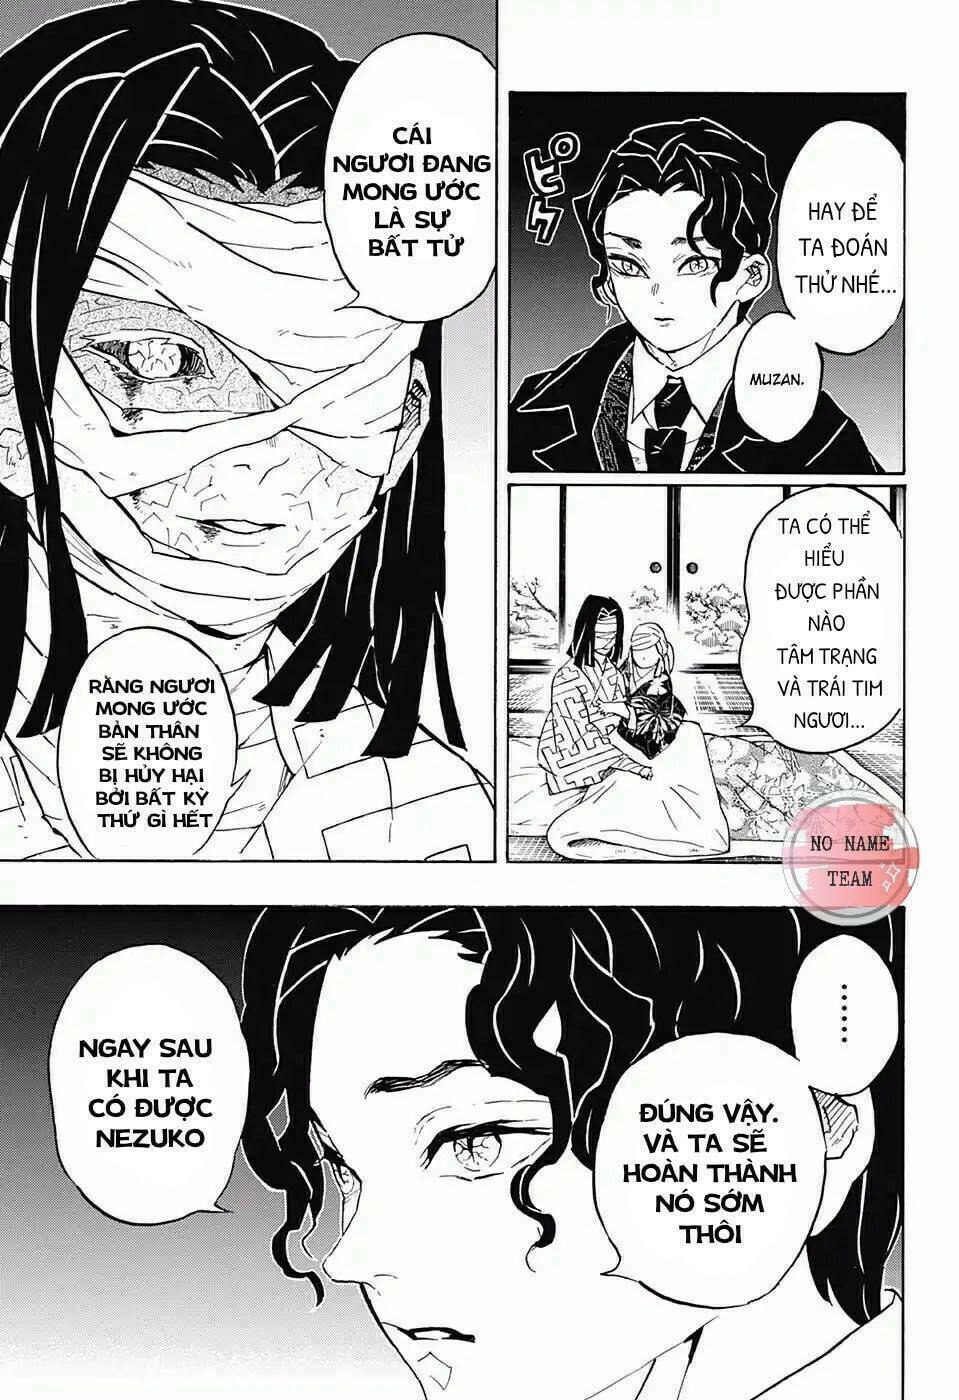 HAY ĐỂ
TA ĐOÁN
THỬ NHÉ...
MUZAN.
ピクッ
TA CÓ THỂ
HIỂU
ĐƯỢC PHẦN
NÀO
TÂM TRẠNG
VÀ TRÁI TIM
NGƯƠI...
CÁI
NGƯƠI ĐANG
MONG ƯỚC
LÀ SỰ
BẤT TỬ
RẰNG NGƯƠI
MONG ƯỚC
BẢN THÂN
SẼ KHÔNG
BỊ HỦY HẠI
BỞI BẤT KỲ
THỨ GÌ HẾT
NO NAME
TEAM
........
ĐÚNG VẬY.
VÀ TA SẼ
HOÀN THÀNH
NÓ SỚM
THÔI
NGAY SAU
KHI TA
CÓ ĐƯỢC
NEZUKO